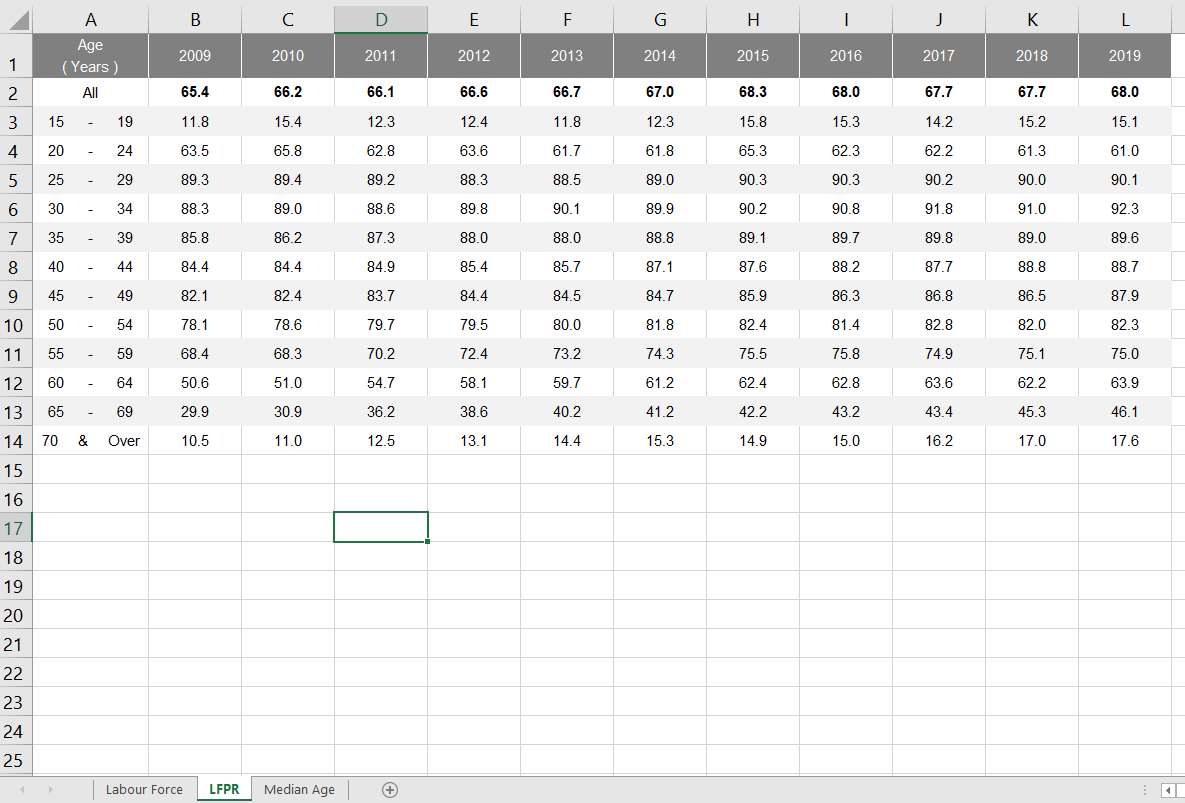 A B C D E F G H I J K L
1 Age ( Years ) 2009 2010 2011 2012 2013 2014 2015 2016 2017 2018 2019
2 All 65.4 66.2 66.1 66.6 66.7 67.0 68.3 68.0 67.7 67.7 68.0
3 15 - 19 11.8 15.4 12.3 12.4 11.8 12.3 15.8 15.3 14.2 15.2 15.1
4 20 - 24 63.5 65.8 62.8 63.6 61.7 61.8 65.3 62.3 62.2 61.3 61.0
5 25 - 29 89.3 89.4 89.2 88.3 88.5 89.0 90.3 90.3 90.2 90.0 90.1
6 30 - 34 88.3 89.0 88.6 89.8 90.1 89.9 90.2 90.8 91.8 91.0 92.3
7 35 - 39 85.8 86.2 87.3 88.0 88.0 88.8 89.1 89.7 89.8 89.0 89.6
8 40 - 44 84.4 84.4 84.9 85.4 85.7 87.1 87.6 88.2 87.7 88.8 88.7
9 45 - 49 82.1 82.4 83.7 84.4 84.5 84.7 85.9 86.3 86.8 86.5 87.9
10 50 - 54 78.1 78.6 79.7 79.5 80.0 81.8 82.4 81.4 82.8 82.0 82.3
11 55 - 59 68.4 68.3 70.2 72.4 73.2 74.3 75.5 75.8 74.9 75.1 75.0
12 60 - 64 50.6 51.0 54.7 58.1 59.7 61.2 62.4 62.8 63.6 62.2 63.9
13 65 - 69 29.9 30.9 36.2 38.6 40.2 41.2 42.2 43.2 43.4 45.3 46.1
14 70 & Over 10.5 11.0 12.5 13.1 14.4 15.3 14.9 15.0 16.2 17.0 17.6
15
16
17
18
19
20
21
22
23
24
25
Labour Force LFPR Median Age